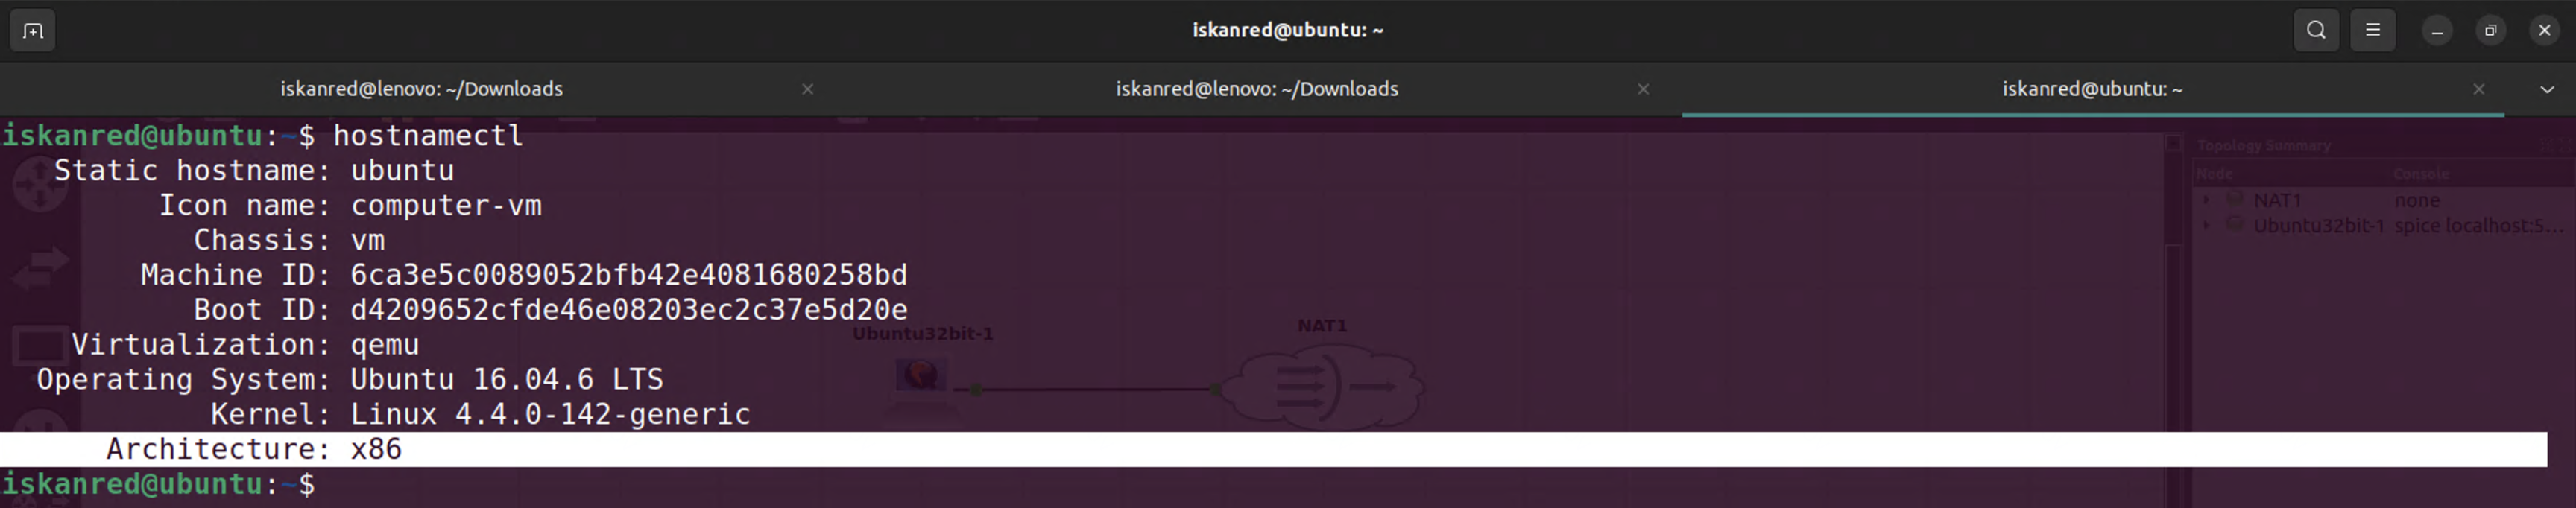 iskanred@ubuntu: ~
iskanred@lenovo: ~/Downloads
iskanred@lenovo: ~/Downloads
iskanred@ubuntu: ~
iskanred@ubuntu:~$ hostnamectl
Static hostname: ubuntu
Icon name: computer-vm
Chassis: vm
Machine ID: 6ca3e5c0089052bfb42e4081680258bd
Boot ID: d4209652cfde46e08203ec2c37e5d20e
Virtualization: qemu
Operating System: Ubuntu 16.04.6 LTS
Kernel: Linux 4.4.0-142-generic
Architecture: x86
iskanred@ubuntu:~$
Ubuntu32bit-1
NAT1
Topology Summary
Node Console
NAT1 none
Ubuntu32bit-1 spice localhost:5...